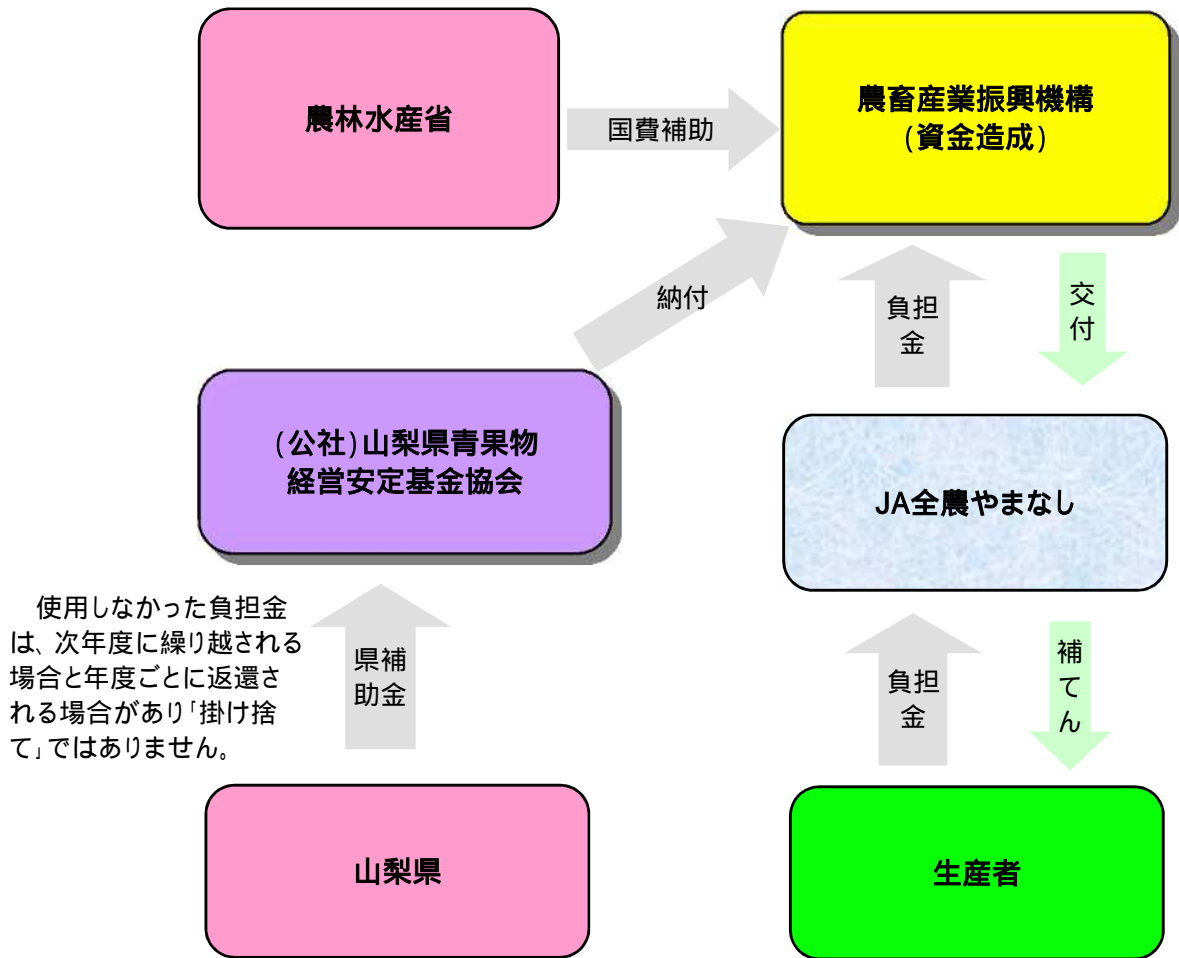 農林水産省
国費補助
農畜産業振興機構
(資金造成)
納付
負担
金
交
付
(公社)山梨県青果物
経営安定基金協会
JA全農やまなし
　使用しなかった負担金
は、次年度に繰り越される
場合と年度ごとに返還さ
れる場合があり「掛け捨
て」ではありません。
県補
助金
負担
金
補
て
ん
山梨県
生産者